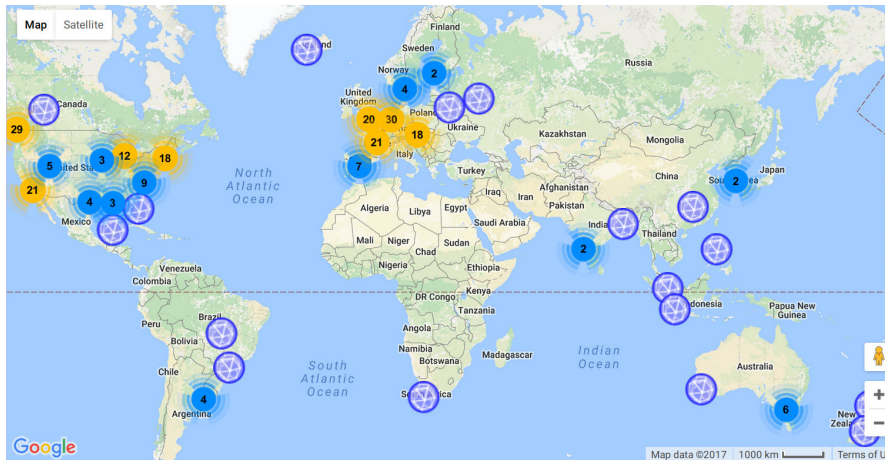 Map Satellite
Finland
Sweden
Norway
Russia
2
4
Canada
United
Kingdom
Poland
29
20
30
Ukraine
18
21
Kazakhstan
Mongolia
12
18
3
5
Italy
7
Turkey
China
Japan
2
North
Atlantic
Ocean
9
21
4
3
Mexico
Algeria
Libya
Egypt
Iraq
Iran
Afghanistan
Pakistan
Saudi Arabia
India
2
Thailand
Mali
Niger
Chad
Sudan
Nigeria
Ethiopia
Venezuela
Colombia
DR Congo
Kenya
Tanzania
Papua New
Guinea
Peru
Brazil
Bolivia
Angola
Namibia
Botswana
Madagascar
Indian
Ocean
South
Atlantic
Ocean
Chile
Australia
4
Argentina
6
New
+
−
Google
Map data ©2017
1000 km
Terms of U